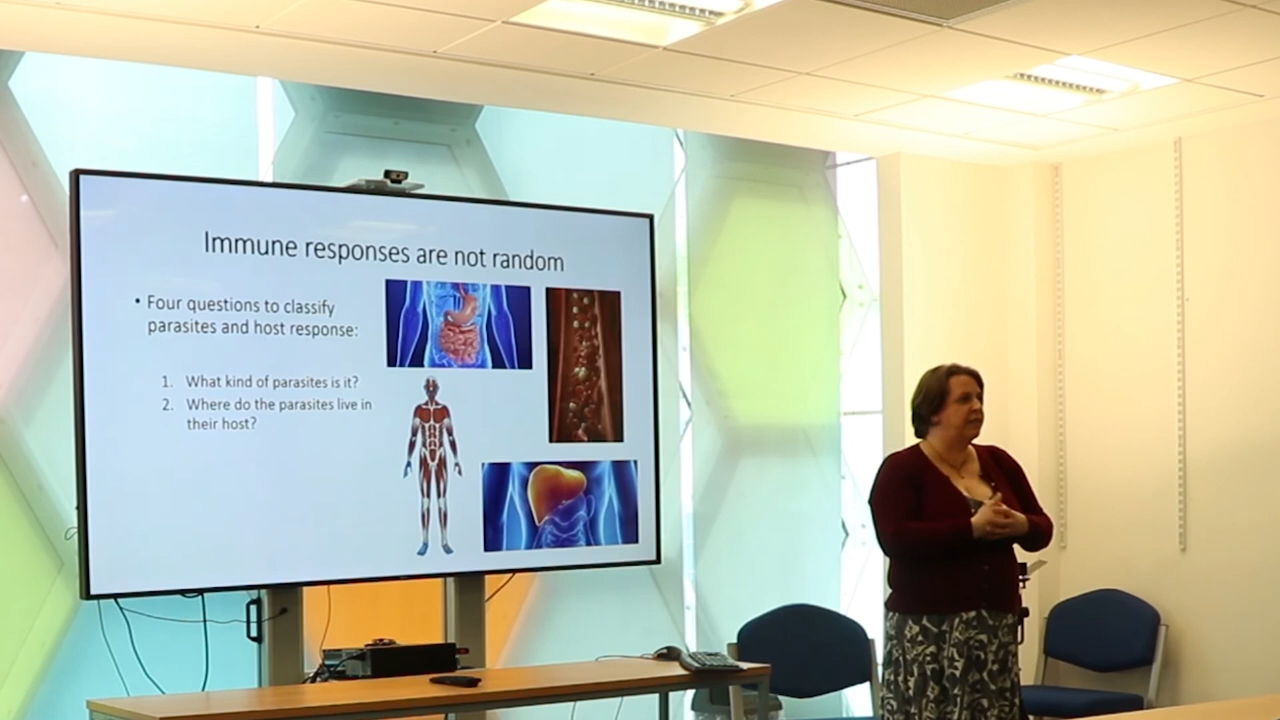 Immune responses are not random
• Four questions to classify
parasites and host response:
1. What kind of parasites is it?
2. Where do the parasites live in
their host?